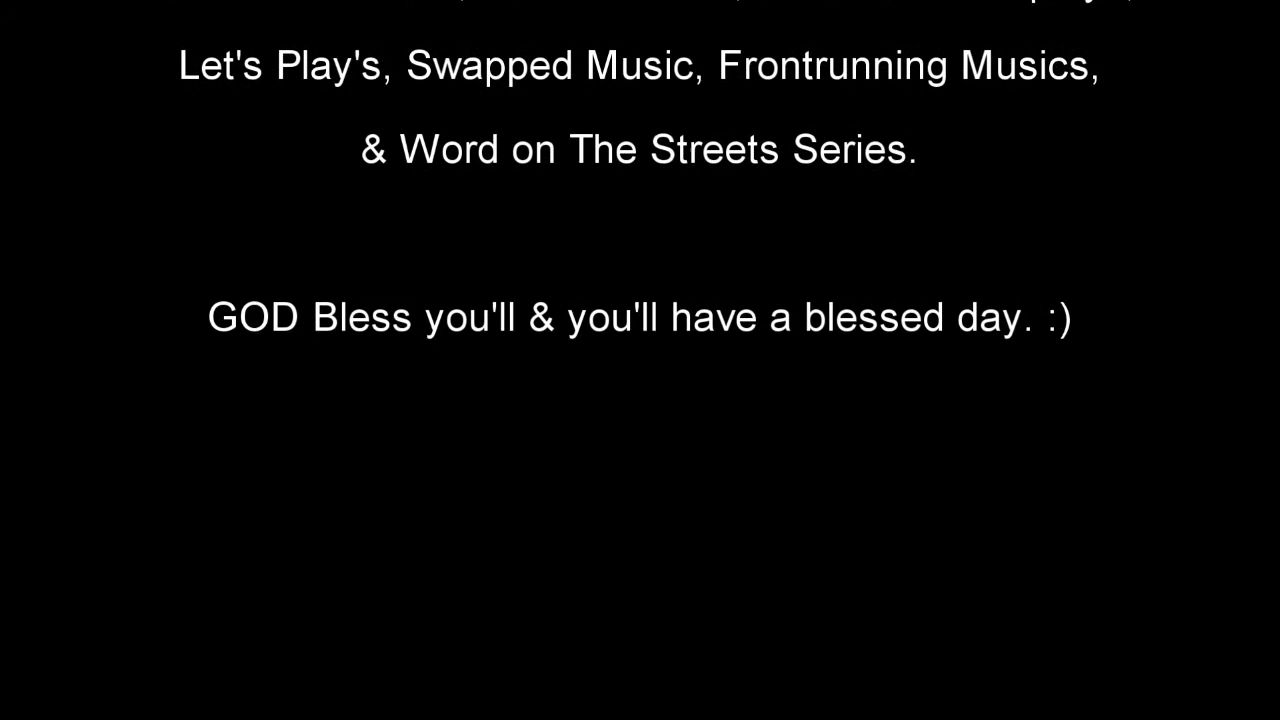 Let's Play's, Swapped Music, Frontrunning Musics,
& Word on The Streets Series.
GOD Bless you'll & you'll have a blessed day. :)